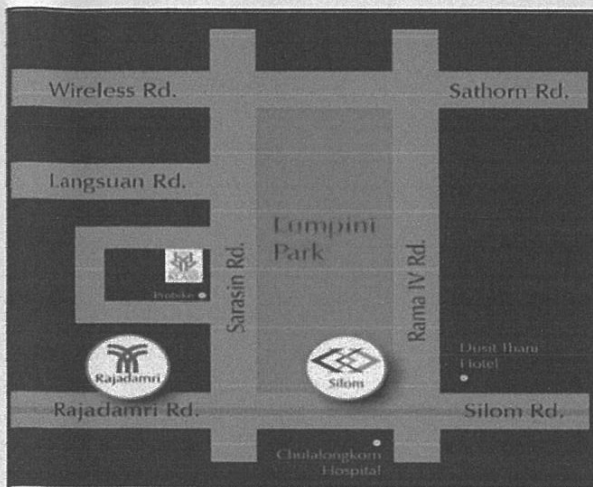 Wireless Rd.
Sathorn Rd.
Langsuan Rd.
Lumpini
Park
Sarasin Rd.
Rama IV Rd.
Probike
Rajadamri
Silom
Dusit Thani
Hotel
Rajadamri Rd.
Silom Rd.
Chulalongkorn
Hospital